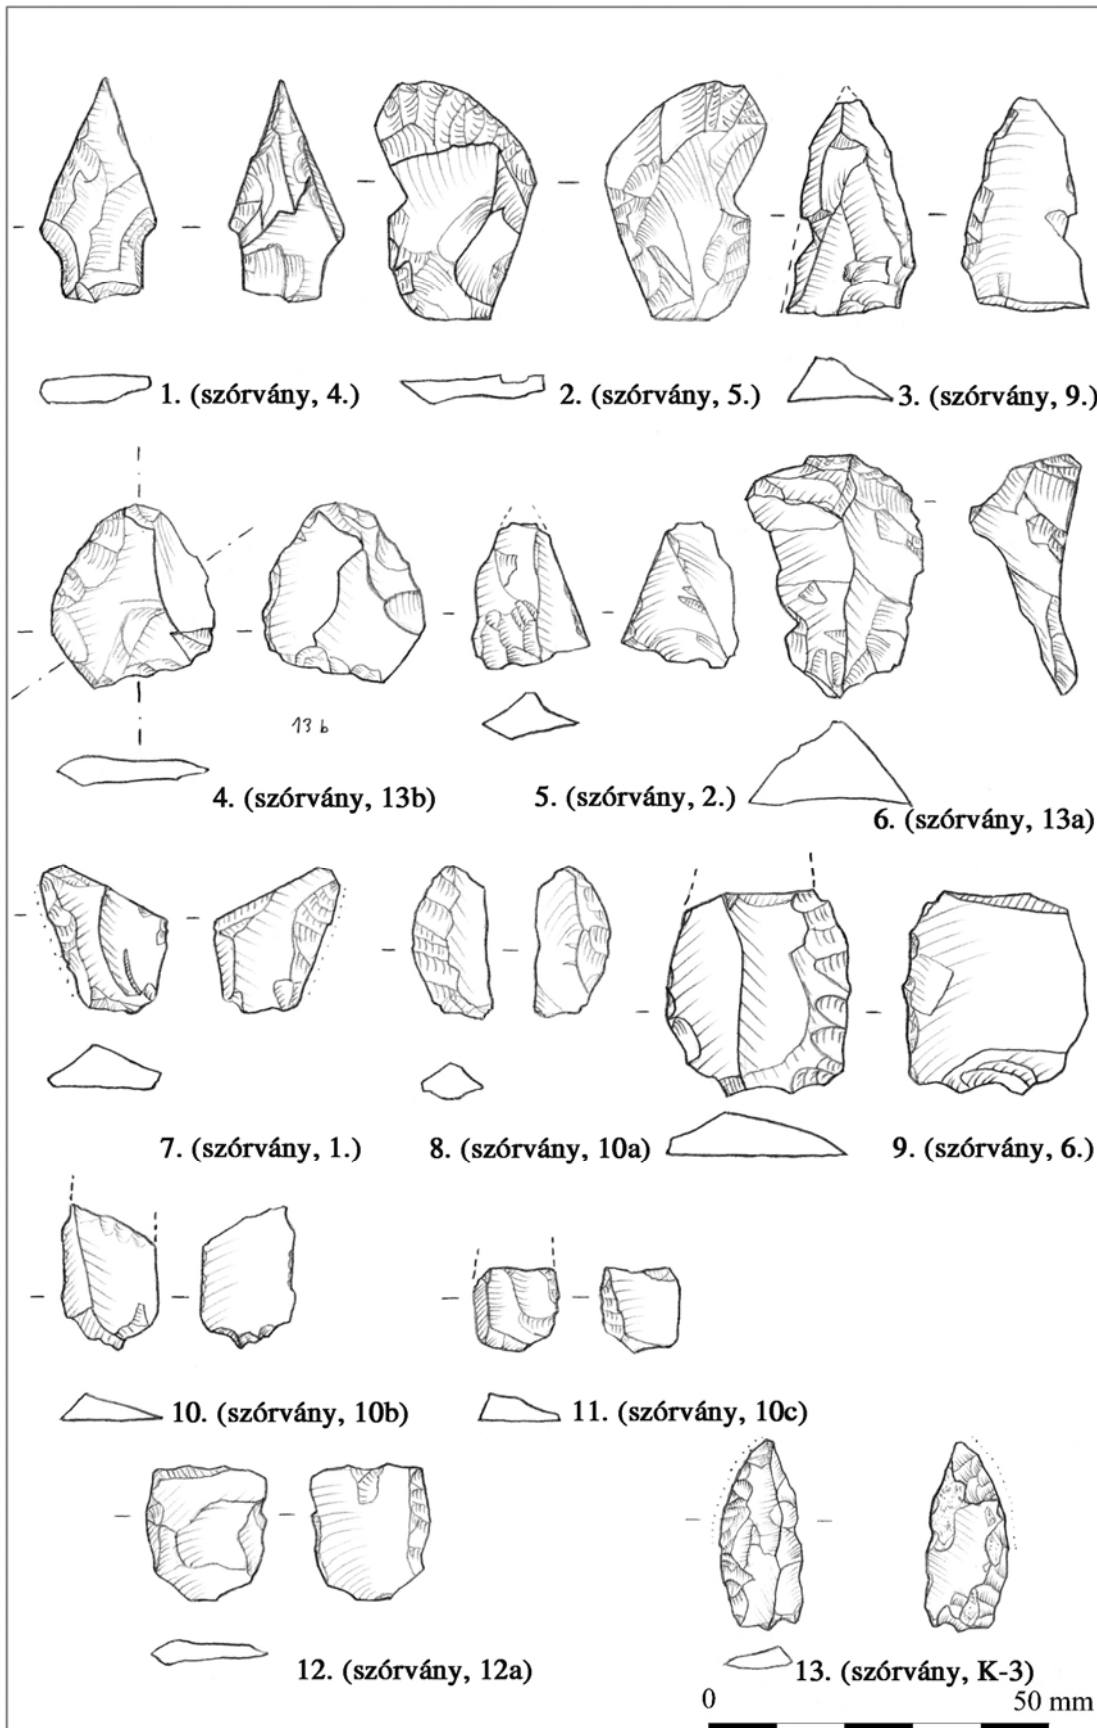 1. (szórvány, 4.)
2. (szórvány, 5.)
3. (szórvány, 9.)
13 b
4. (szórvány, 13b)
5. (szórvány, 2.)
6. (szórvány, 13a)
7. (szórvány, 1.)
8. (szórvány, 10a)
9. (szórvány, 6.)
10. (szórvány, 10b)
11. (szórvány, 10c)
12. (szórvány, 12a)
13. (szórvány, K-3)
0 50 mm